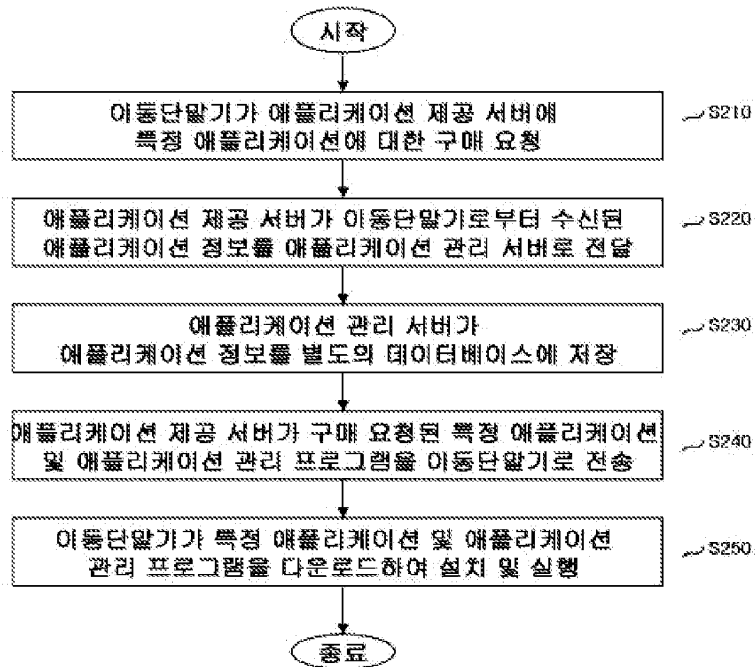 시작
이동단말기가 애플리케이션 제공 서버에
특정 애플리케이션에 대한 구매 요청
S210
애플리케이션 제공 서버가 이동단말기로부터 수신된
애플리케이션 정보를 애플리케이션 관리 서버로 전달
S220
애플리케이션 관리 서버가
애플리케이션 정보를 별도의 데이터베이스에 저장
S230
애플리케이션 제공 서버가 구매 요청된 특정 애플리케이션
및 애플리케이션 관리 프로그램을 이동단말기로 전송
S240
이동단말기가 특정 애플리케이션 및 애플리케이션
관리 프로그램을 다운로드하여 설치 및 실행
S250
종료